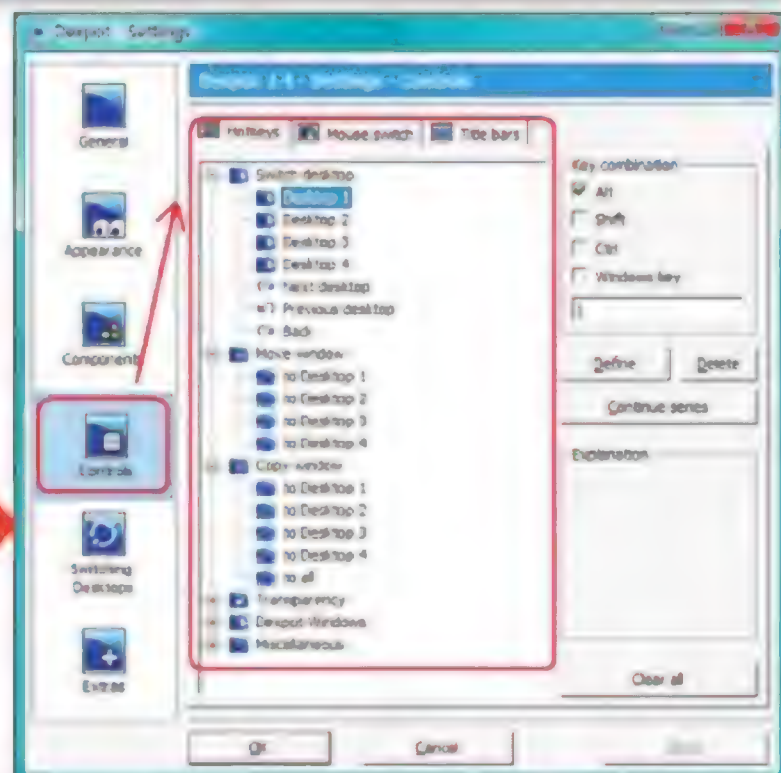 Dexpot Settings
General
Appearance
Components
Controls
Switching
Desktops
Extras
Hotkeys Mouse switch Title bars
Switch desktop
Desktop 1
Desktop 2
Desktop 3
Desktop 4
Next desktop
Previous desktop
Back
Move window
to Desktop 1
to Desktop 2
to Desktop 3
to Desktop 4
Copy window
to Desktop 1
to Desktop 2
to Desktop 3
to Desktop 4
to all
Transparency
Dexpot Windows
Miscellaneous
Key combination
Alt
Shift
Ctrl
Windows key
1
Define Delete
Continue series
Explanation
Clear all
OK Cancel